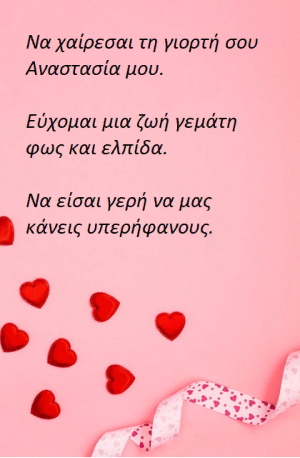 Να χαίρεσαι τη γιορτή σου
Αναστασία μου.
Εύχομαι μια ζωή γεμάτη
φως και ελπίδα.
Να είσαι γερή να μας
κάνεις υπερήφανους.